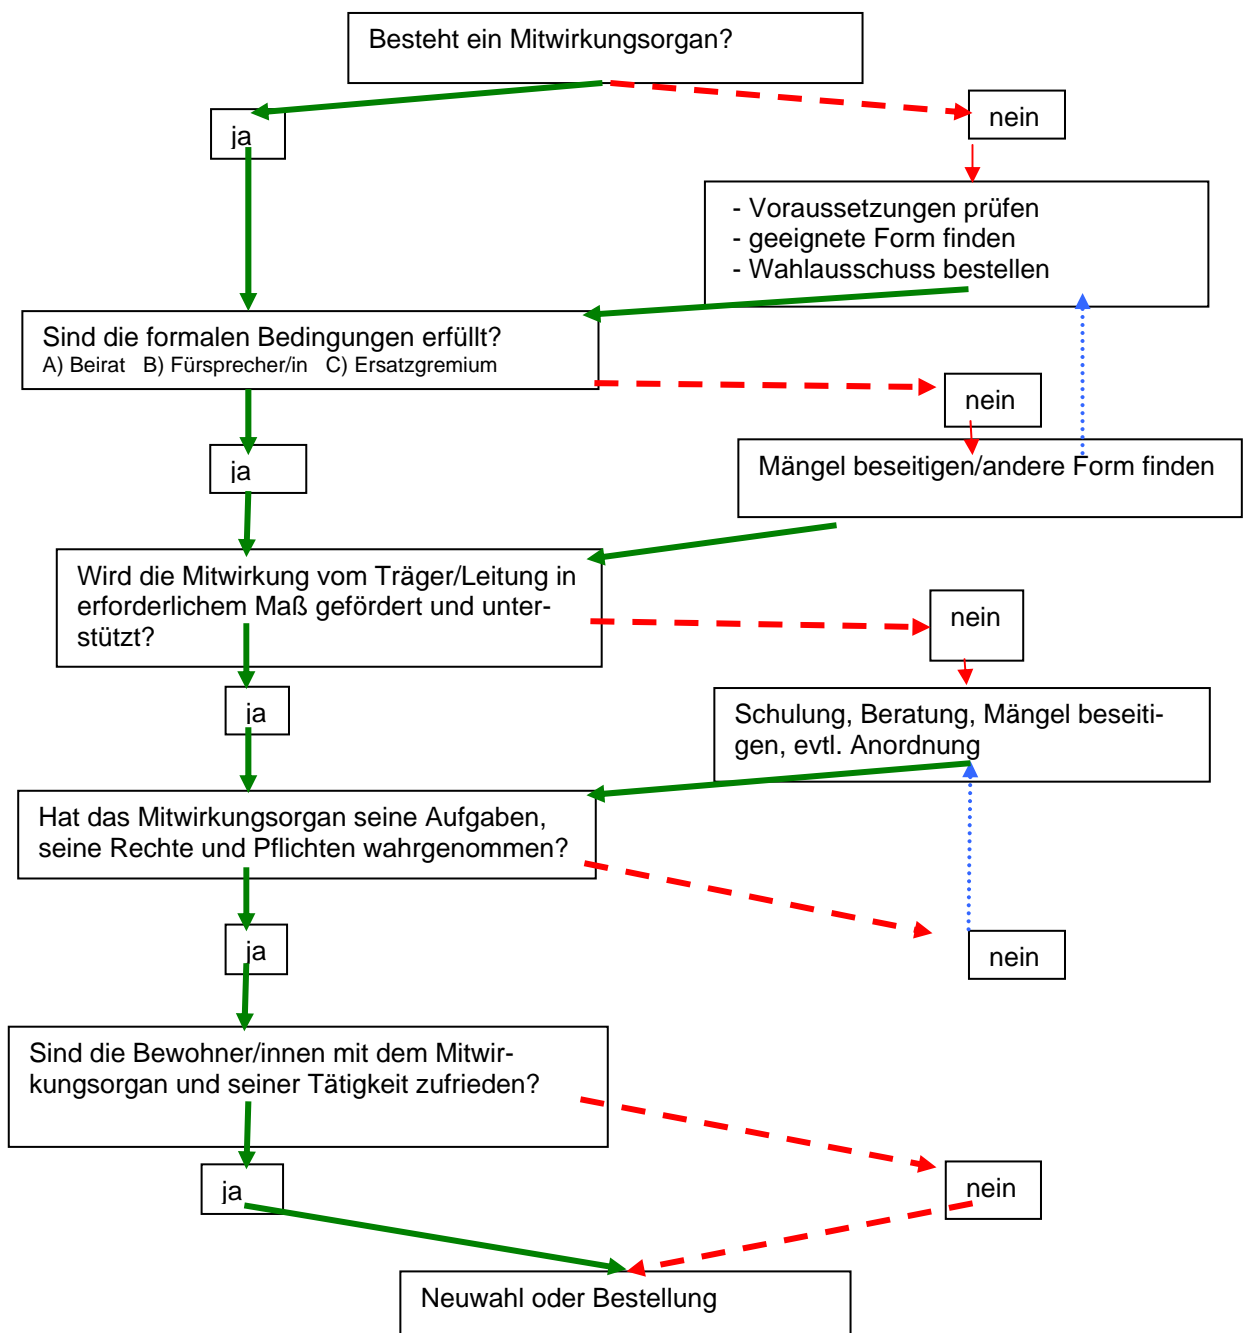 Besteht ein Mitwirkungsorgan?
ja
nein
- Voraussetzungen prüfen
- geeignete Form finden
- Wahlausschuss bestellen
Sind die formalen Bedingungen erfüllt?
A) Beirat B) Fürsprecher/in C) Ersatzgremium
nein
ja
Mängel beseitigen/andere Form finden
Wird die Mitwirkung vom Träger/Leitung in
erforderlichem Maß gefördert und unter-
stützt?
nein
ja
Schulung, Beratung, Mängel beseiti-
gen, evtl. Anordnung
Hat das Mitwirkungsorgan seine Aufgaben,
seine Rechte und Pflichten wahrgenommen?
ja
nein
Sind die Bewohner/innen mit dem Mitwir-
kungsorgan und seiner Tätigkeit zufrieden?
ja
nein
Neuwahl oder Bestellung